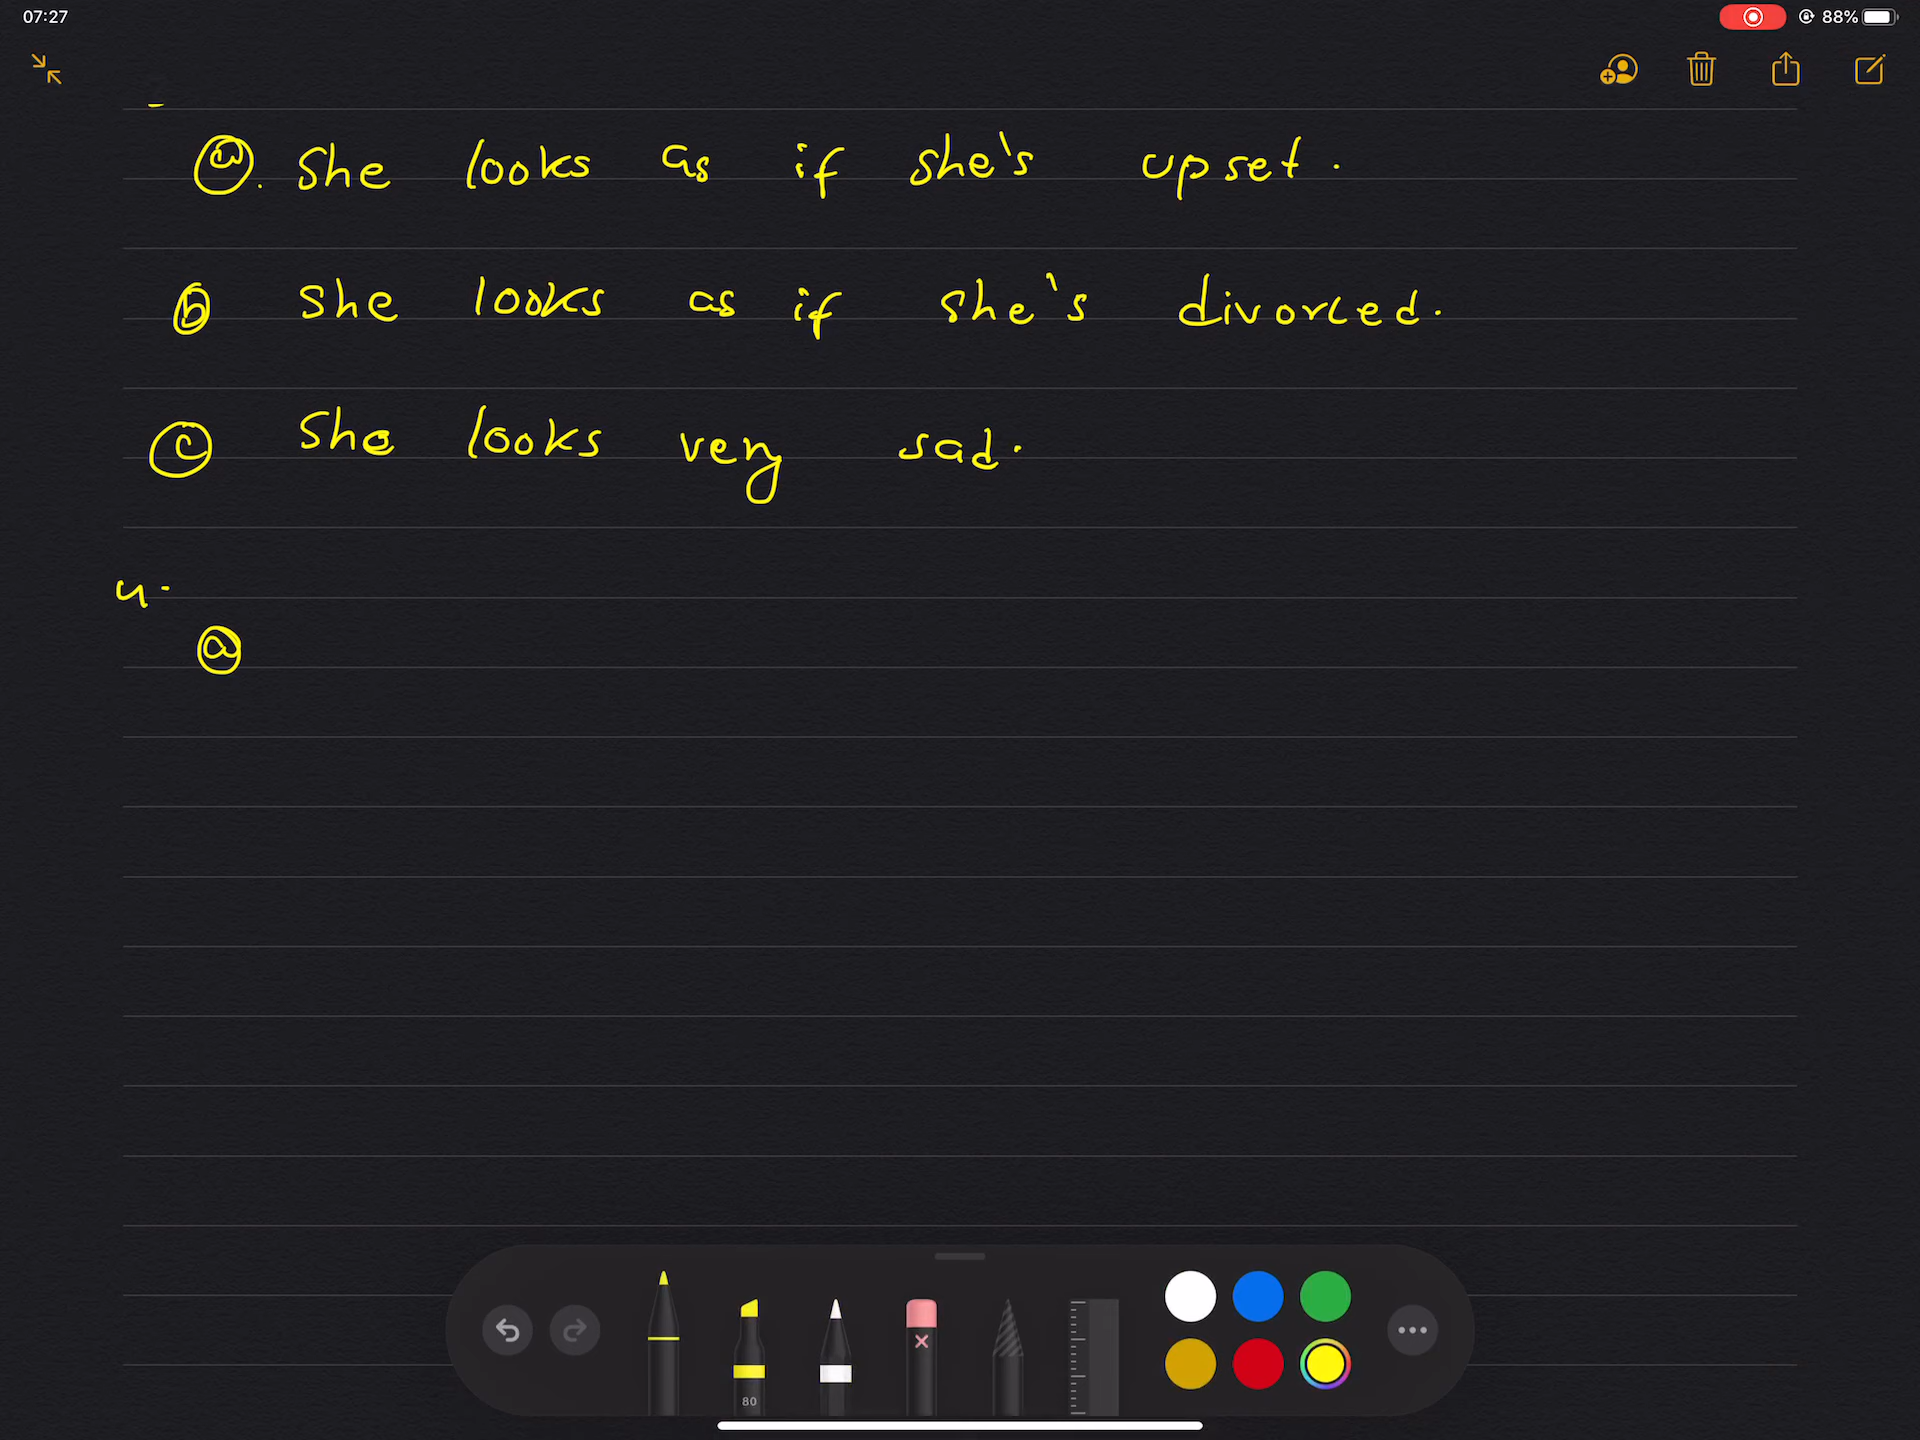 07:27
88%
a. She looks as if she's upset.
b She looks as if she's divorced.
c She looks very sad.
4.
a
80